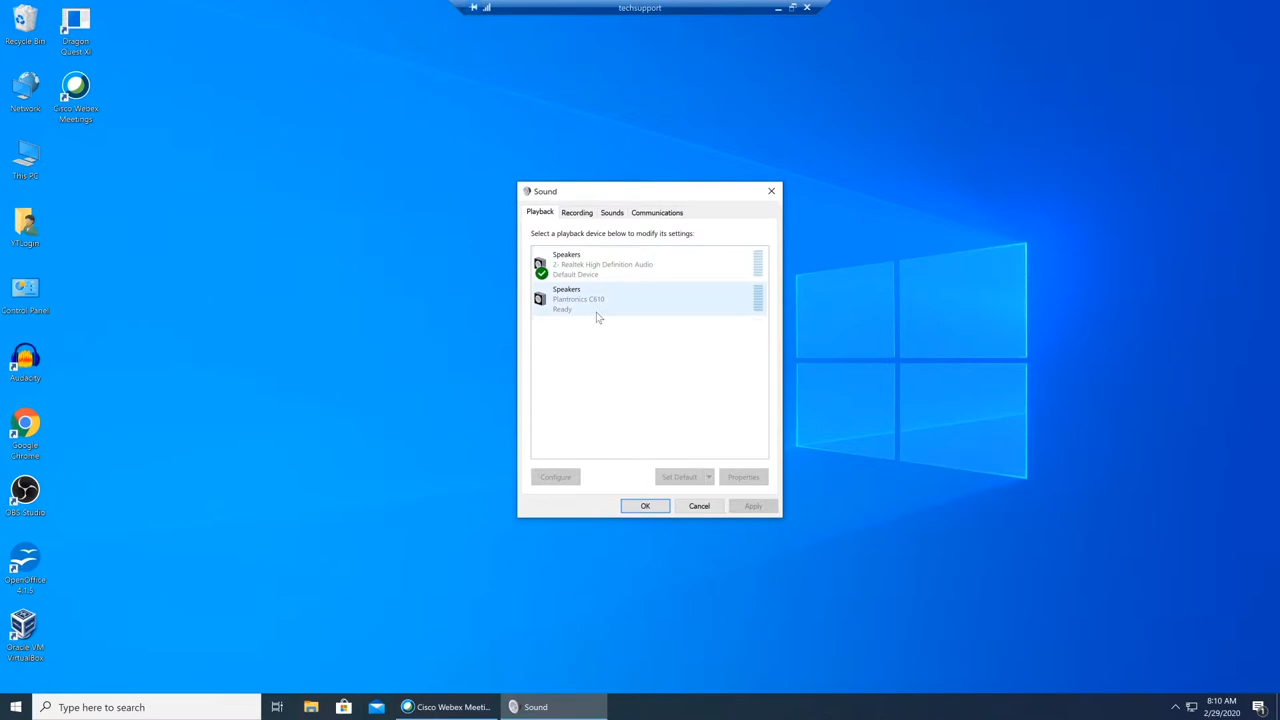 techsupport
Recycle Bin
Dragon
Quest XI
Network
Cisco Webex
Meetings
This PC
YTLogin
Control Panel
Audacity
Google
Chrome
OBS Studio
OpenOffice
4.1.6
Oracle VM
VirtualBox
Sound
Playback
Recording
Sounds
Communications
Select a playback device below to modify its settings:
Speakers
2- Realtek High Definition Audio
Default Device
Speakers
Plantronics C610
Ready
Configure
Set Default
Properties
OK
Cancel
Apply
Type here to search
Cisco Webex Meeti...
Sound
8:10 AM
2/29/2020